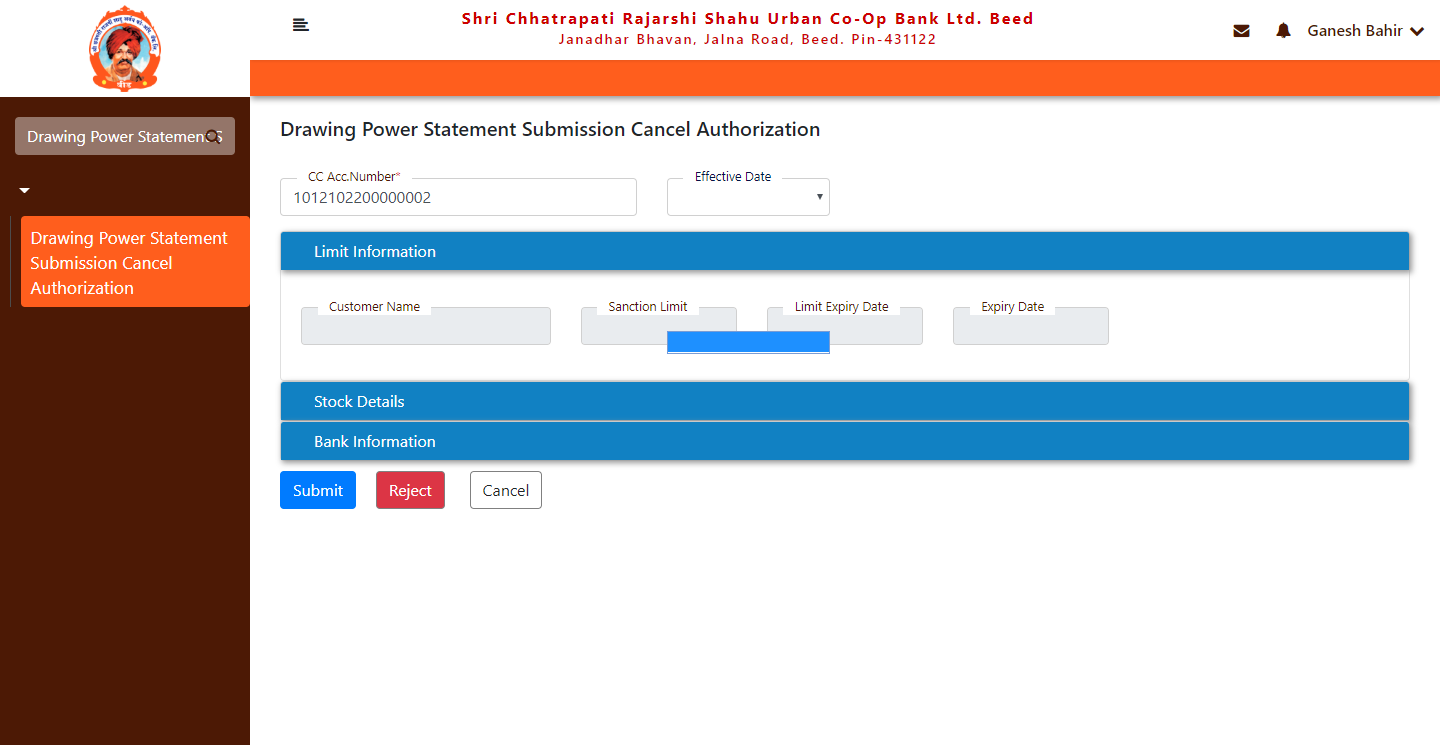 Shri Chhatrapati Rajarshi Shahu Urban Co-Op Bank Ltd. Beed
Janadhar Bhavan, Jalna Road, Beed. Pin-431122
Ganesh Bahir
बीड
Drawing Power Statement
Drawing Power Statement
Submission Cancel
Authorization
Drawing Power Statement Submission Cancel Authorization
CC Acc.Number*
Effective Date
1012102200000002
Limit Information
Customer Name
Sanction Limit
Limit Expiry Date
Expiry Date
Stock Details
Bank Information
Submit
Reject
Cancel